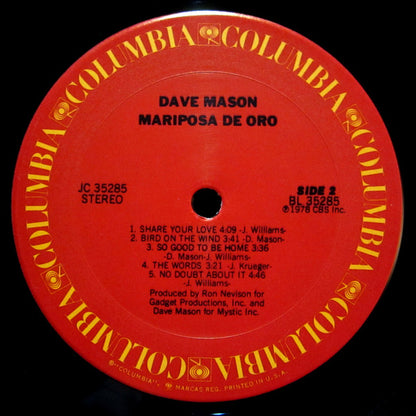 COLUMBIA COLUMBIA COLUMBIA COLUMBIA COLUMBIA COLUMBIA
DAVE MASON
MARIPOSA DE ORO
JC 35285
STEREO
SIDE 2
BL 35285
℗1978 CBS Inc.
1. SHARE YOUR LOVE 4:09 -J. Williams-
2. BIRD ON THE WIND 3:41 -D. Mason-
3. SO GOOD TO BE HOME 3:36
-D. Mason-J. Williams-
4. THE WORDS 3:21 -J. Krueger-
5. NO DOUBT ABOUT IT 4:46
-J. Williams-
Produced by Ron Nevison for
Gadget Productions, Inc. and
Dave Mason for Mystic Inc.
® "COLUMBIA", MARCAS REG. PRINTED IN U.S.A.